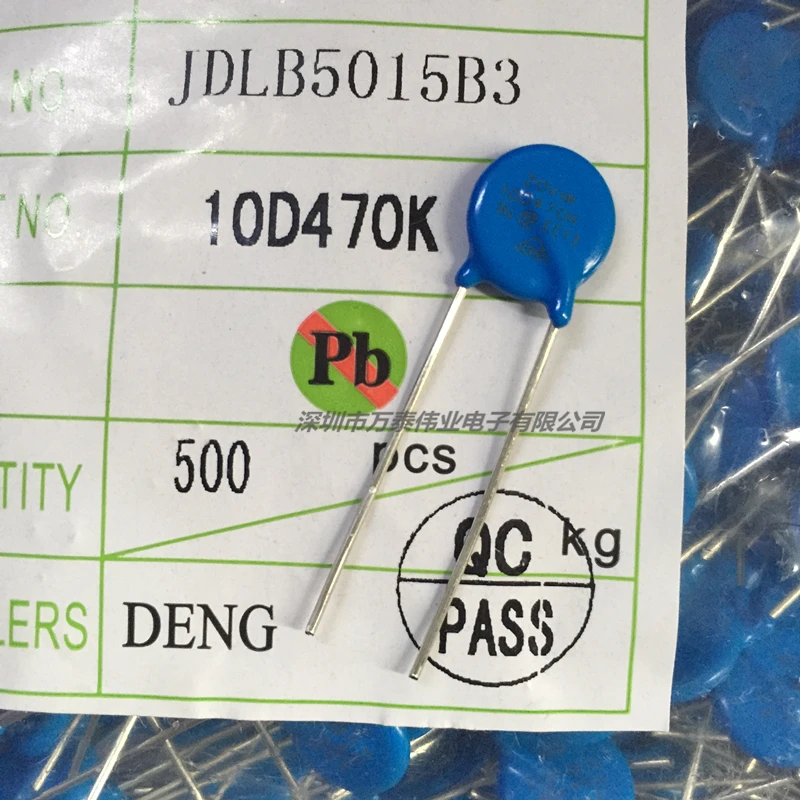 NO
JDLB5015B3
T NO.
10D470K
Pb
深圳市万泰伟业电子有限公司
TITY
500
pcs
kg
QC
PASS
LERS
DENG